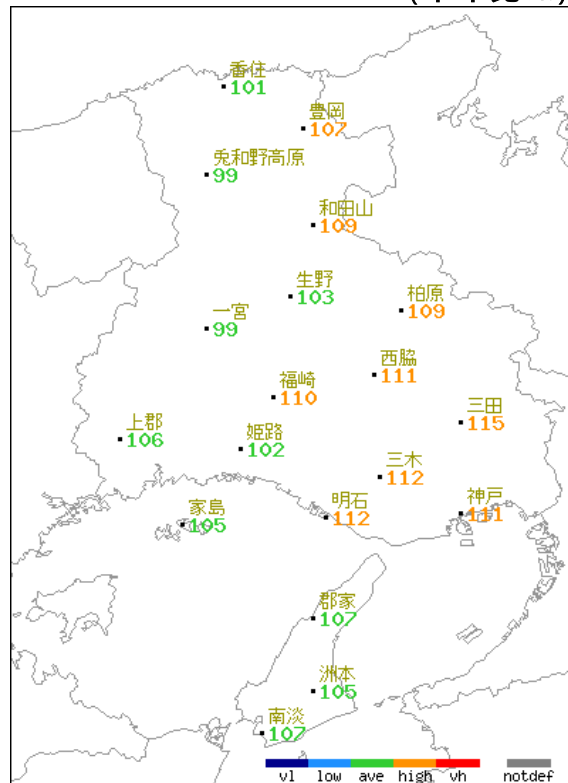 香住
101
豊岡
107
兎和野高原
99
和田山
109
生野
103
柏原
109
一宮
99
西脇
111
福崎
110
三田
115
上郡
106
姫路
102
三木
112
家島
105
明石
112
神戸
111
郡家
107
洲本
105
南淡
107
vl low ave high vh notdef